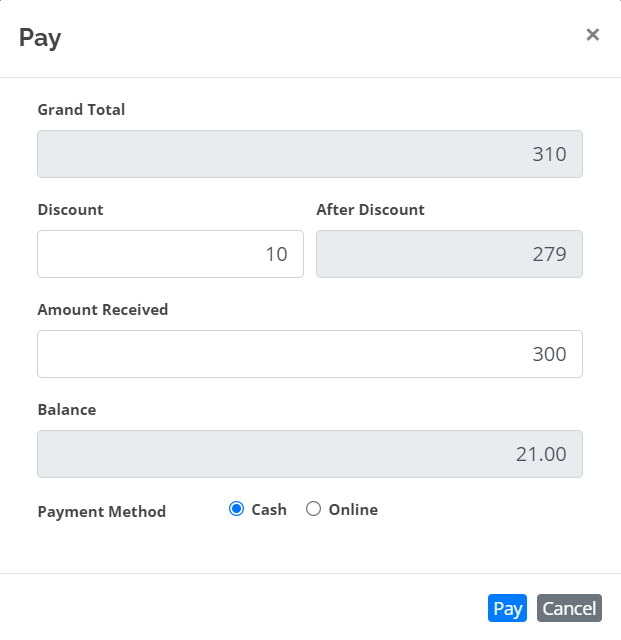 Pay ×
Grand Total
310
Discount After Discount
10 279
Amount Received
300
Balance
21.00
Payment Method Cash Online
Pay Cancel